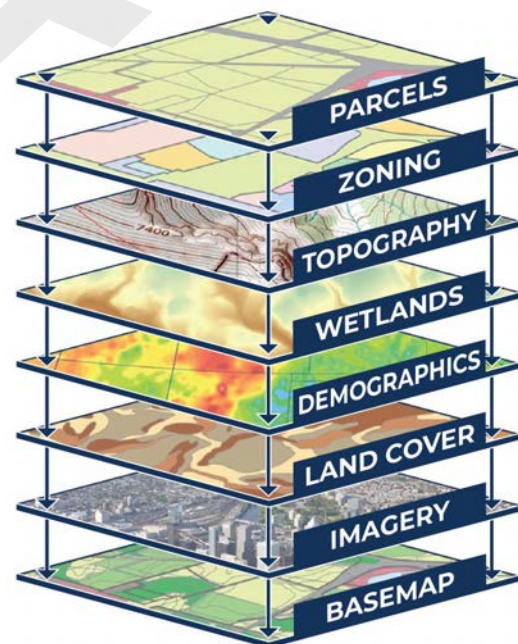 PARCELS
ZONING
7400
TOPOGRAPHY
WETLANDS
DEMOGRAPHICS
LAND COVER
IMAGERY
BASEMAP